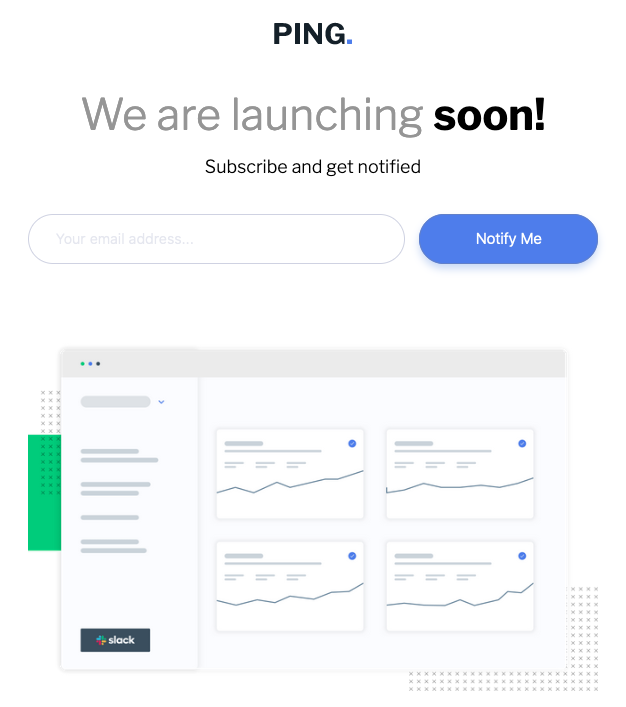 PING.
We are launching soon!
Subscribe and get notified
Your email address...
Notify Me
slack